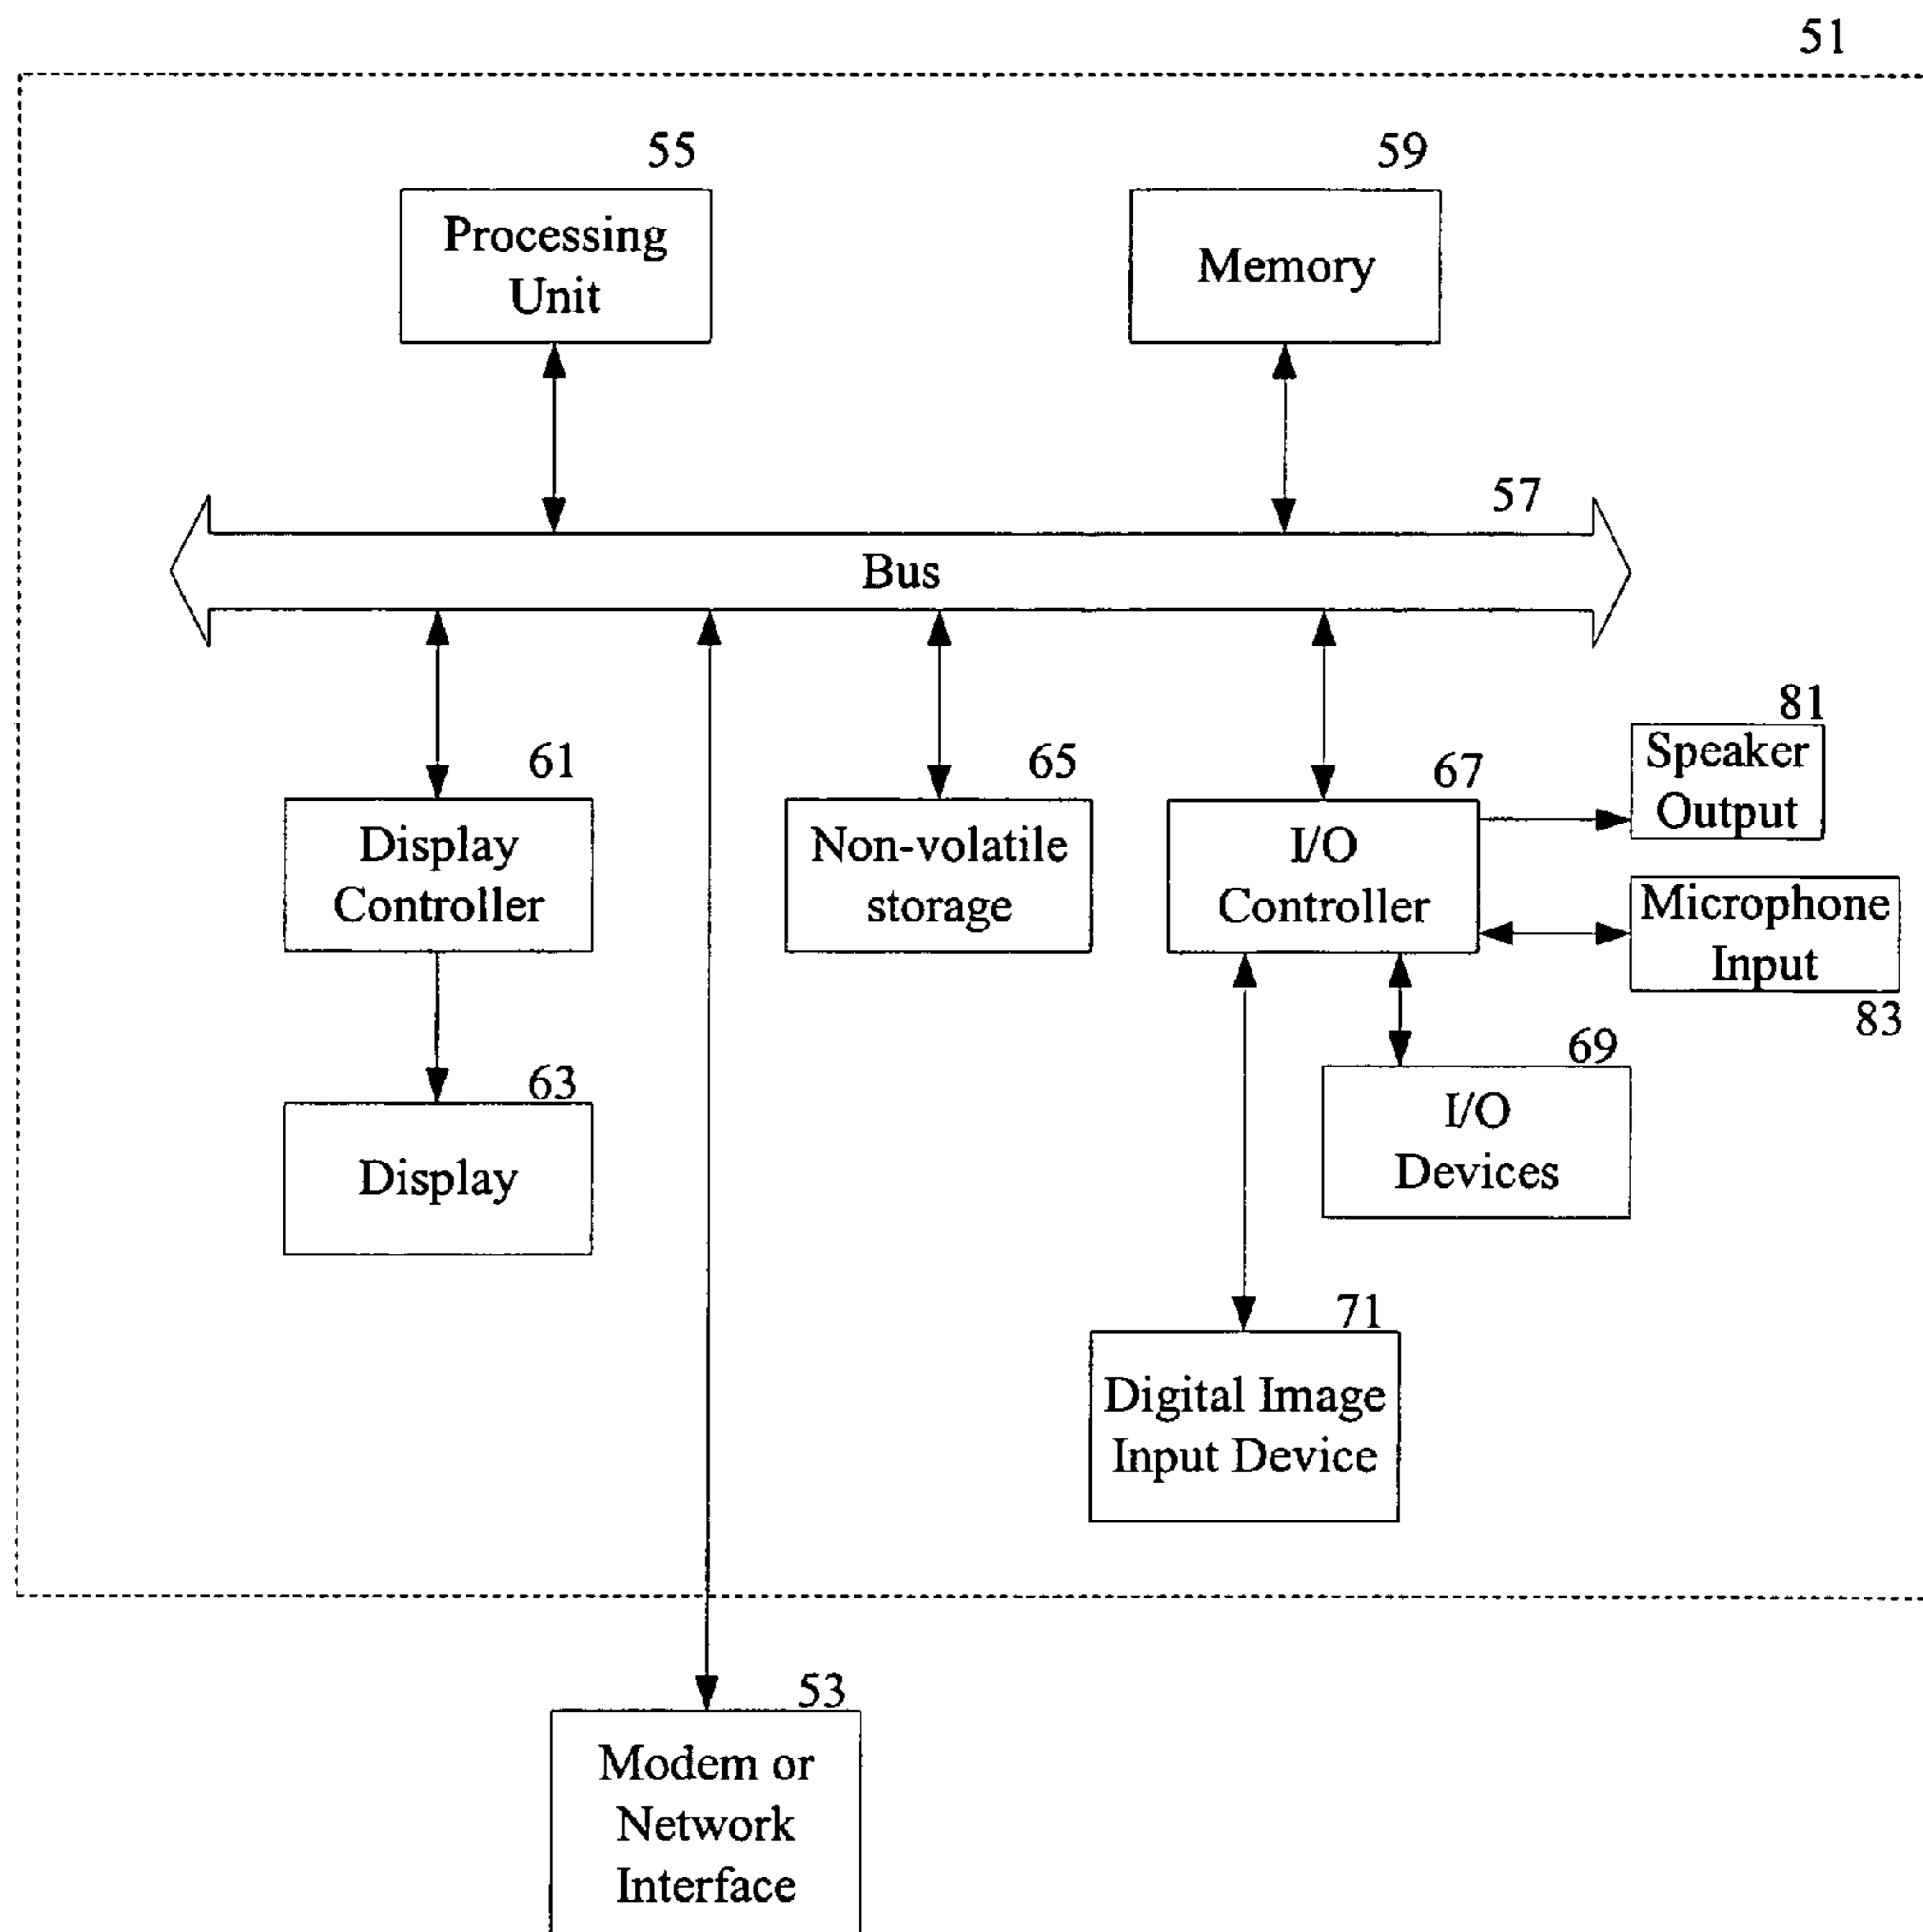 51
55
59
Processing
Unit
Memory
57
Bus
81
Speaker
Output
61
65
67
Display
Controller
Non-volatile
storage
I/O
Controller
Microphone
Input
83
63
69
Display
I/O
Devices
71
Digital Image
Input Device
53
Modem or
Network
Interface